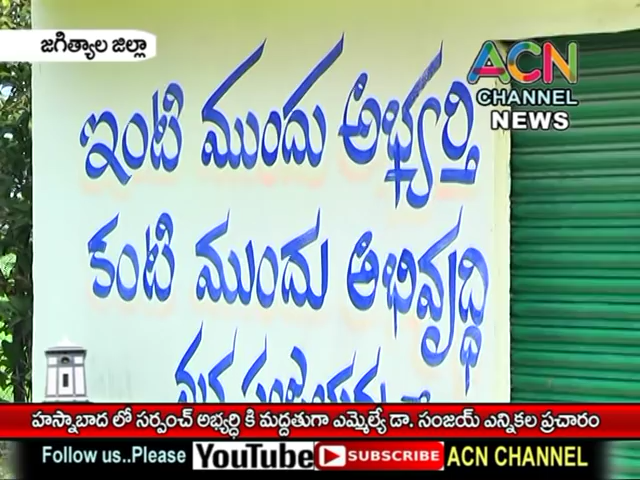 జగిత్యాల జిల్లా
ACN
CHANNEL
NEWS
ఇంటి ముందు అభ్యర్తి
కంటి ముందు అభివృద్ధి
హస్నాబాద లో సర్పంచ్ అభ్యర్ధి కి మద్దతుగా ఎమ్మెల్యే డా. సంజయ్ ఎన్నికల ప్రచారం
Follow us..Please YouTube SUBSCRIBE ACN CHANNEL